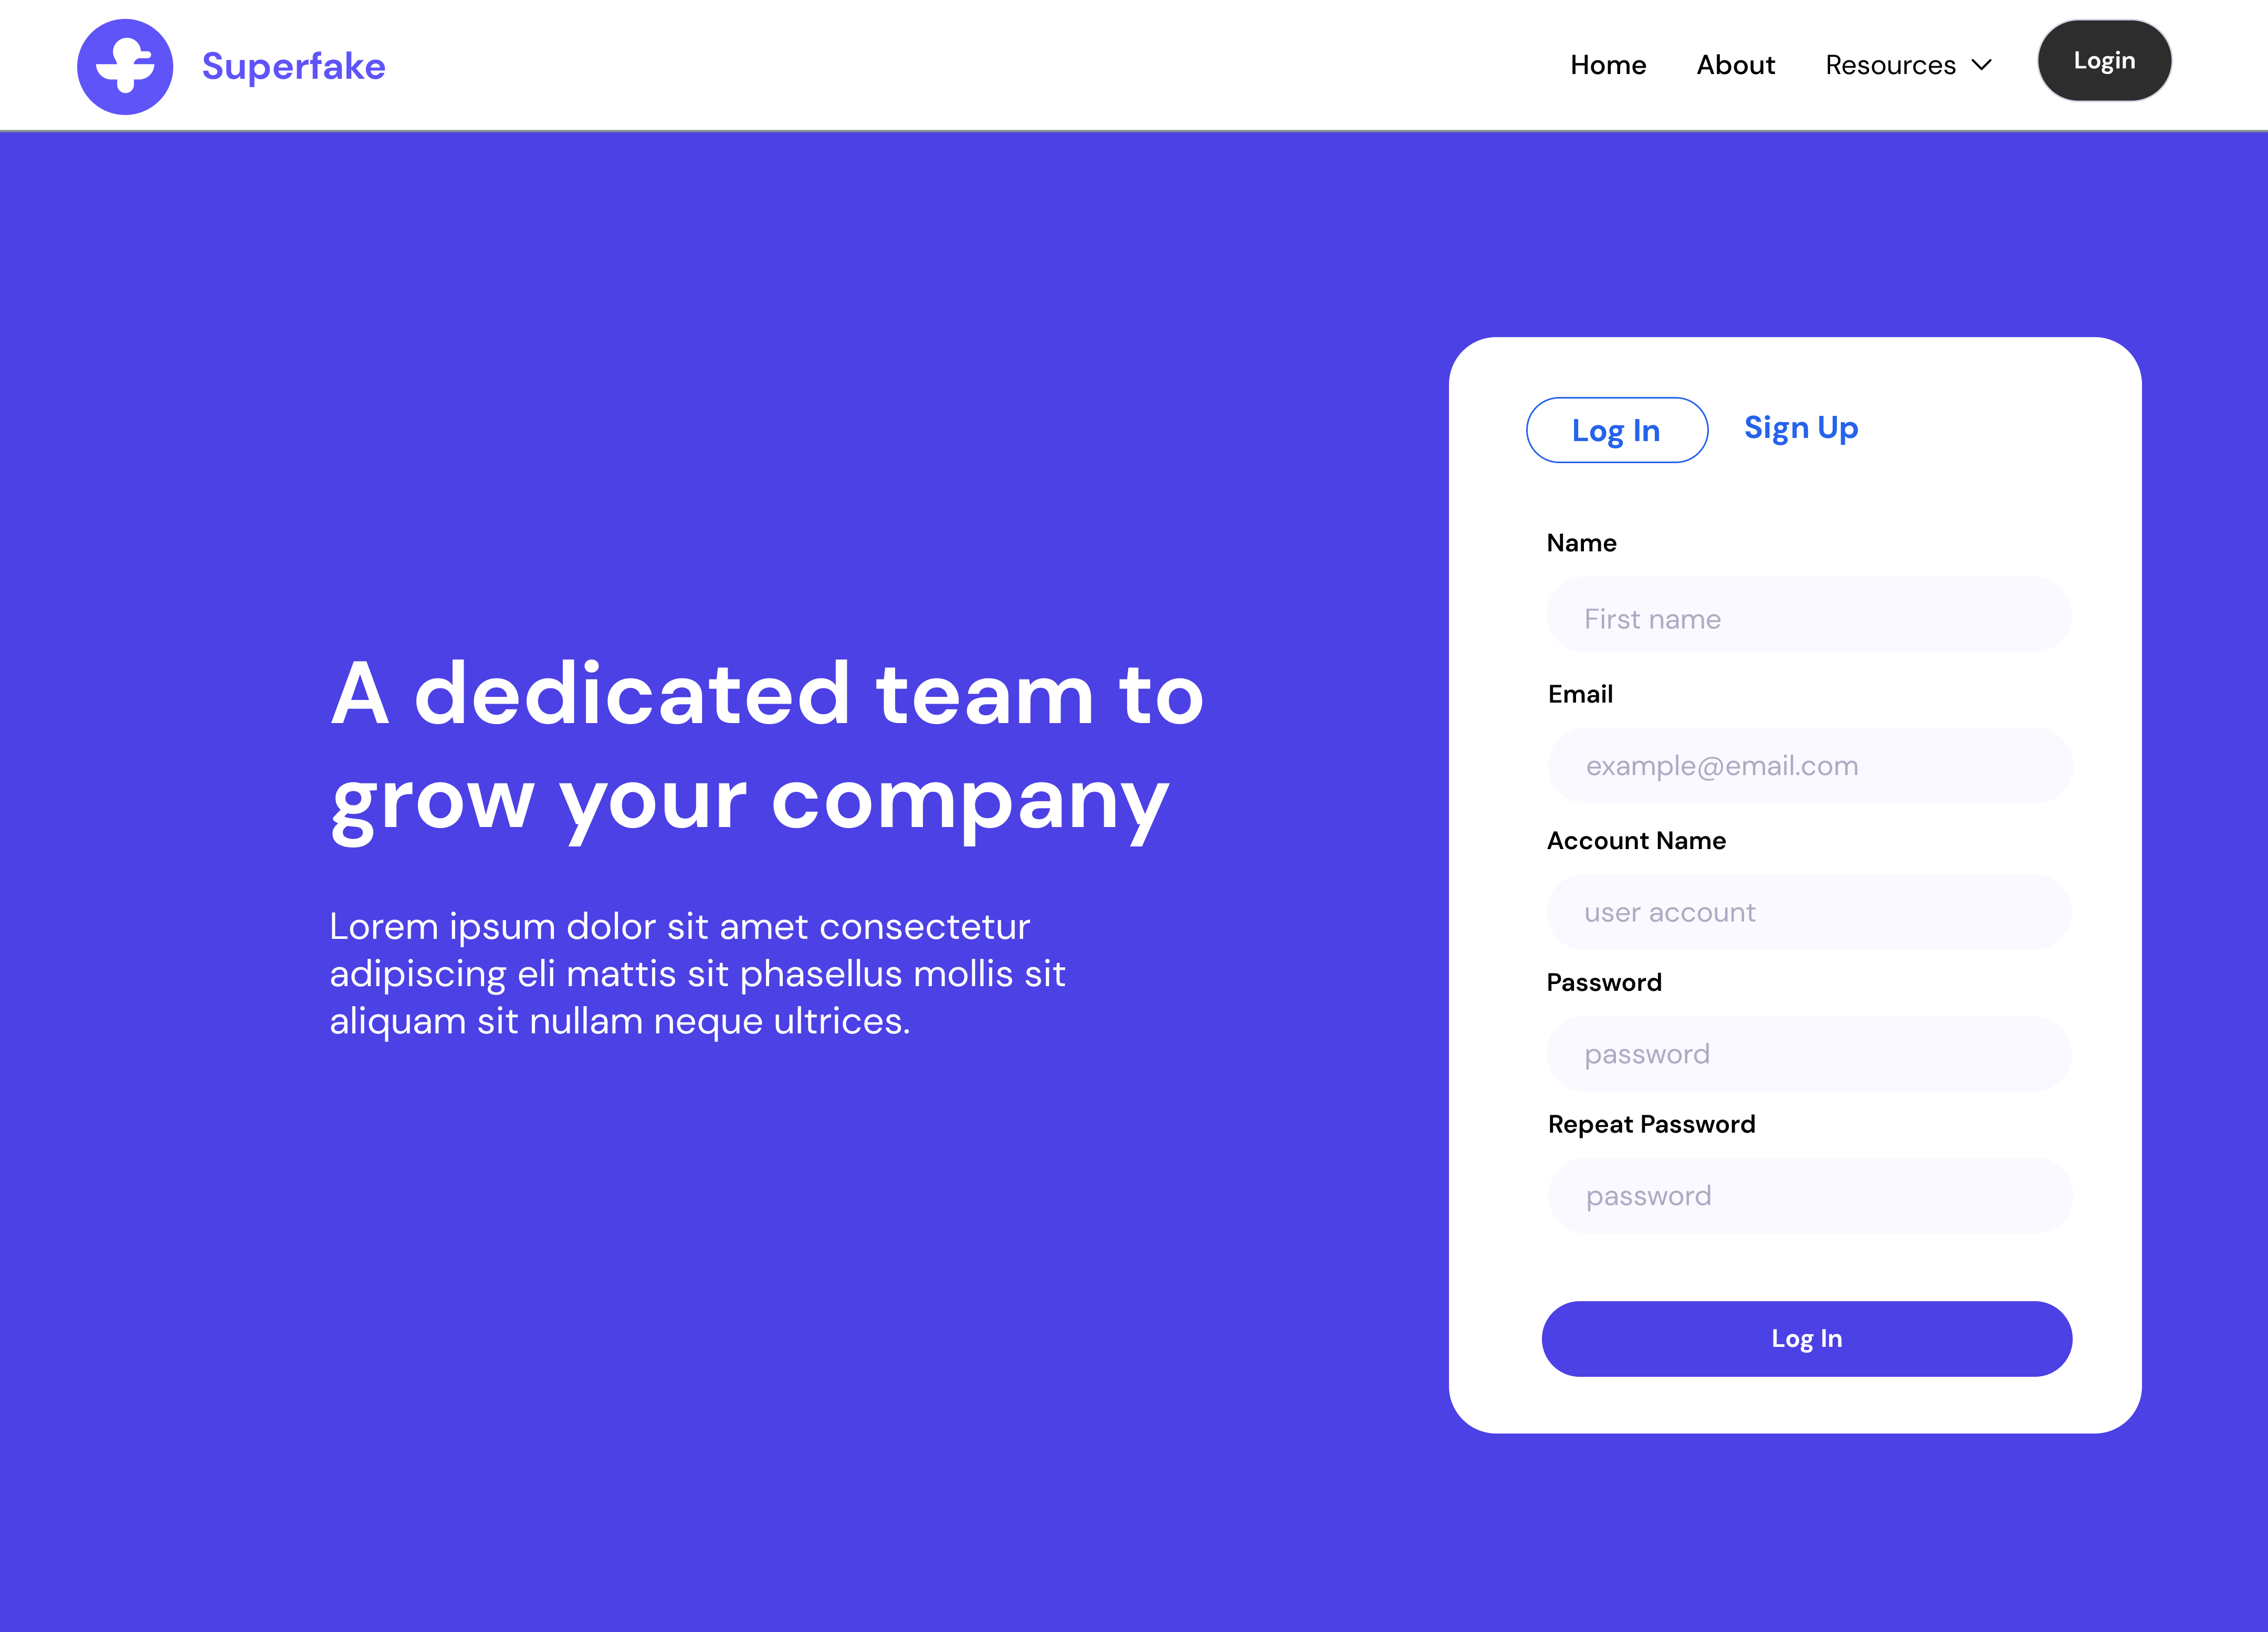 Superfake
Home About Resources Login
Log In Sign Up
A dedicated team to
grow your company
Lorem ipsum dolor sit amet consectetur
adipiscing eli mattis sit phasellus mollis sit
aliquam sit nullam neque ultrices.
Name
First name
Email
example@email.com
Account Name
user account
Password
password
Repeat Password
password
Log In